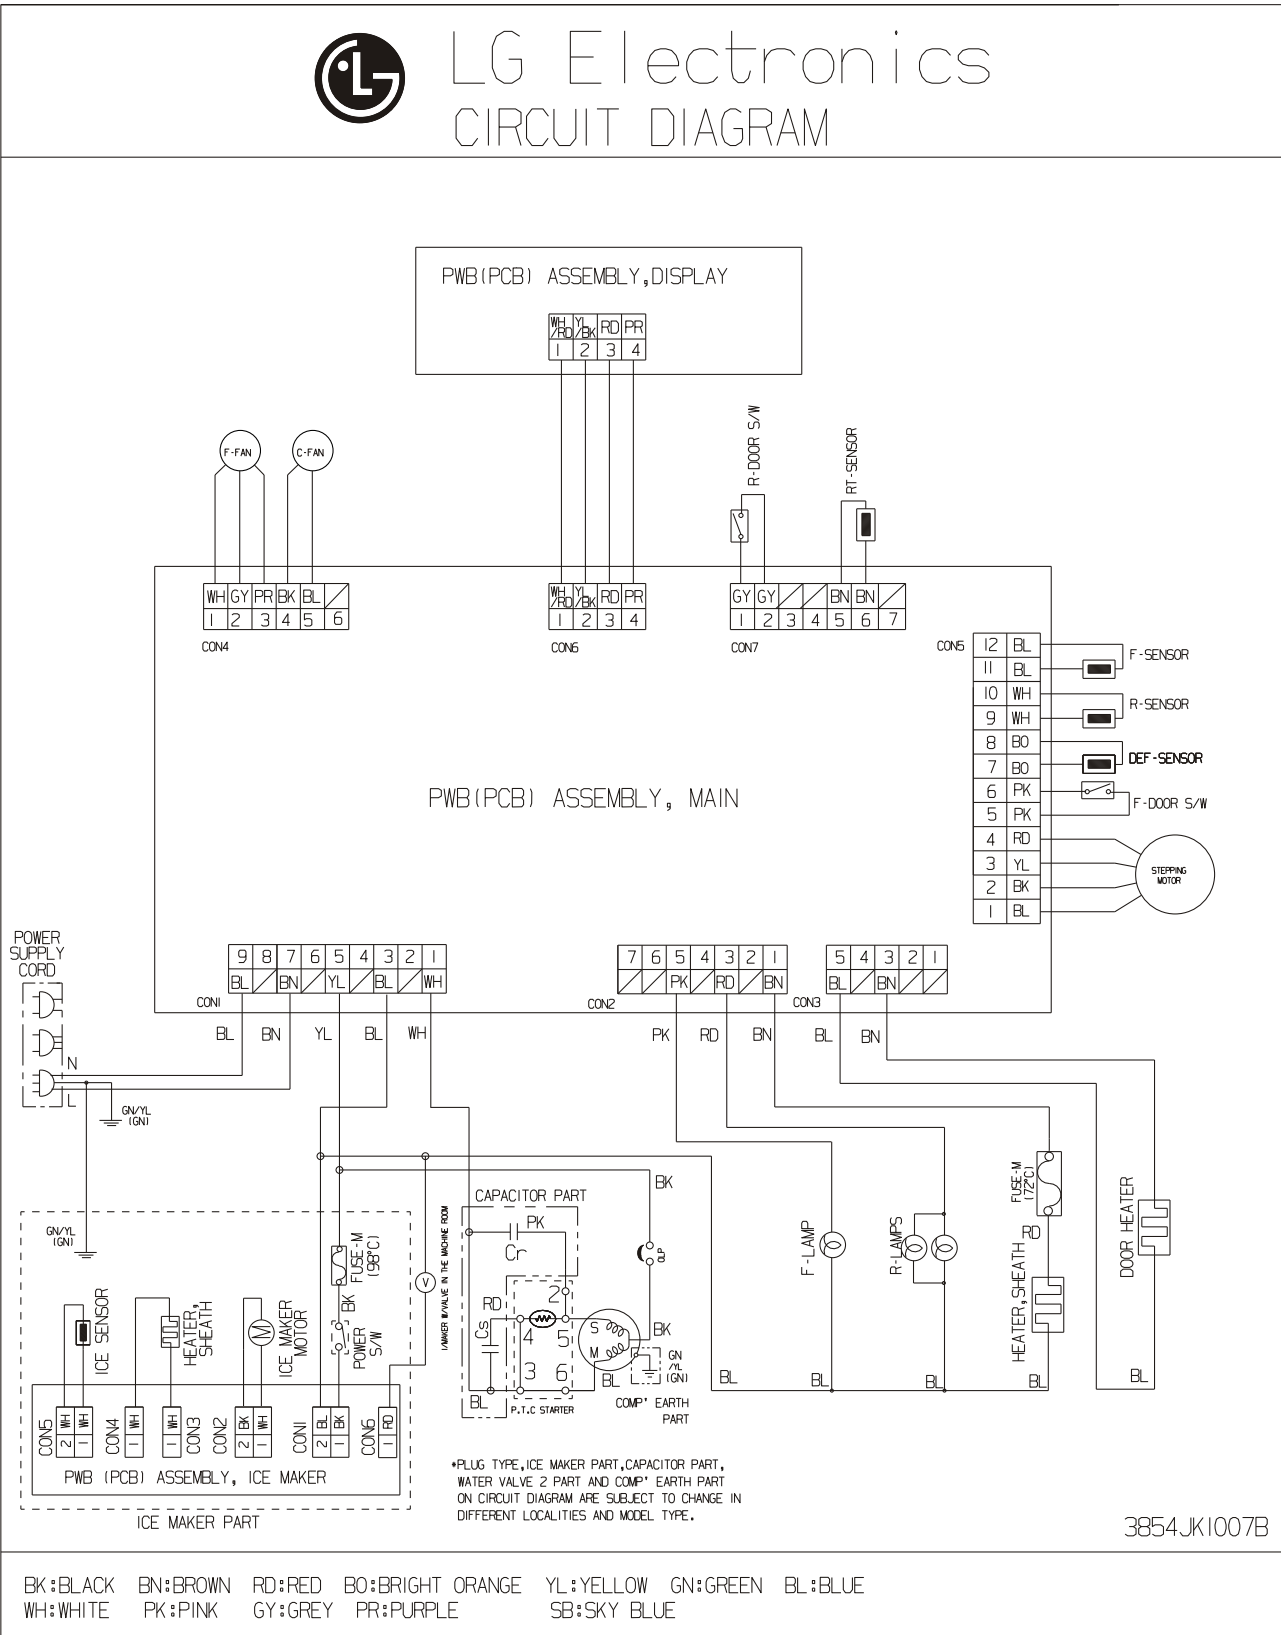 LG Electronics
CIRCUIT DIAGRAM
PWB(PCB) ASSEMBLY,DISPLAY
WH/RD YL/BK RD PR
1 2 3 4
F-FAN
C-FAN
R-DOOR S/W
RT-SENSOR
WH GY PR BK BL
1 2 3 4 5 6
CON4
WH/RD YL/BK RD PR
1 2 3 4
CON6
GY GY BN BN
1 2 3 4 5 6 7
CON7
CON5
12 BL
11 BL
10 WH
9 WH
8 BO
7 BO
6 PK
5 PK
4 RD
3 YL
2 BK
1 BL
F-SENSOR
R-SENSOR
DEF-SENSOR
F-DOOR S/W
STEPPING
MOTOR
PWB(PCB) ASSEMBLY, MAIN
POWER
SUPPLY
CORD
N
L
GN/YL
(GN)
9 8 7 6 5 4 3 2 1
BL BN YL BL WH
CON1
BL BN YL BL WH
7 6 5 4 3 2 1
PK RD BN
CON2
PK RD BN
5 4 3 2 1
BL BN
CON3
BL BN
GN/YL
(GN)
FUSE-M
(98°C)
BK
POWER
S/W
V
I/MAKER W/VALVE IN THE MACHINE ROOM
CAPACITOR PART
PK
Cr
BK
OLP
RD
Cs
2
4 5
3 6
S
M
BK
BL
BL
GN
/YL
(GN)
P.T.C STARTER
COMP' EARTH
PART
F-LAMP
R-LAMPS
FUSE-M
(72°C)
RD
HEATER,SHEATH
DOOR HEATER
BL BL BL BL BL
ICE SENSOR
HEATER,
SHEATH
M
ICE MAKER
MOTOR
CON5
2 WH
1 WH
CON4
1 WH
1 WH
CON3
CON2
2 BK
1 WH
CON1
2 BL
1 BK
CON6
1 RD
PWB (PCB) ASSEMBLY, ICE MAKER
ICE MAKER PART
*PLUG TYPE,ICE MAKER PART,CAPACITOR PART,
WATER VALVE 2 PART AND COMP' EARTH PART
ON CIRCUIT DIAGRAM ARE SUBJECT TO CHANGE IN
DIFFERENT LOCALITIES AND MODEL TYPE.
3854JK1007B
BK:BLACK BN:BROWN RD:RED BO:BRIGHT ORANGE YL:YELLOW GN:GREEN BL:BLUE
WH:WHITE PK:PINK GY:GREY PR:PURPLE SB:SKY BLUE